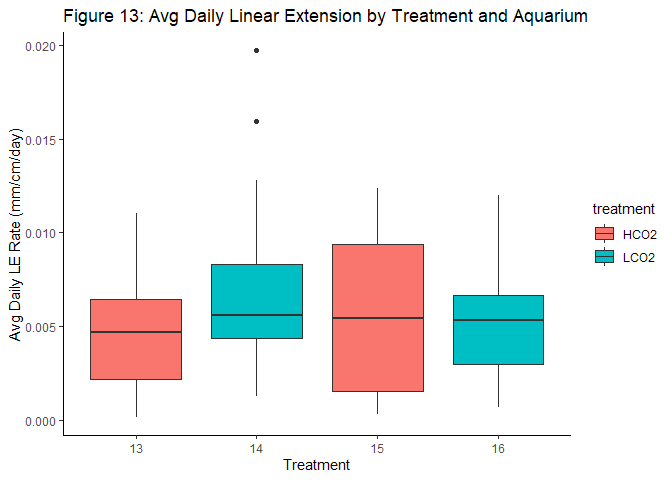 Figure 13: Avg Daily Linear Extension by Treatment and Aquarium
Avg Daily LE Rate (mm/cm/day)
0.020
0.015
0.010
0.005
0.000
13 14 15 16
Treatment
treatment
HCO2
LCO2